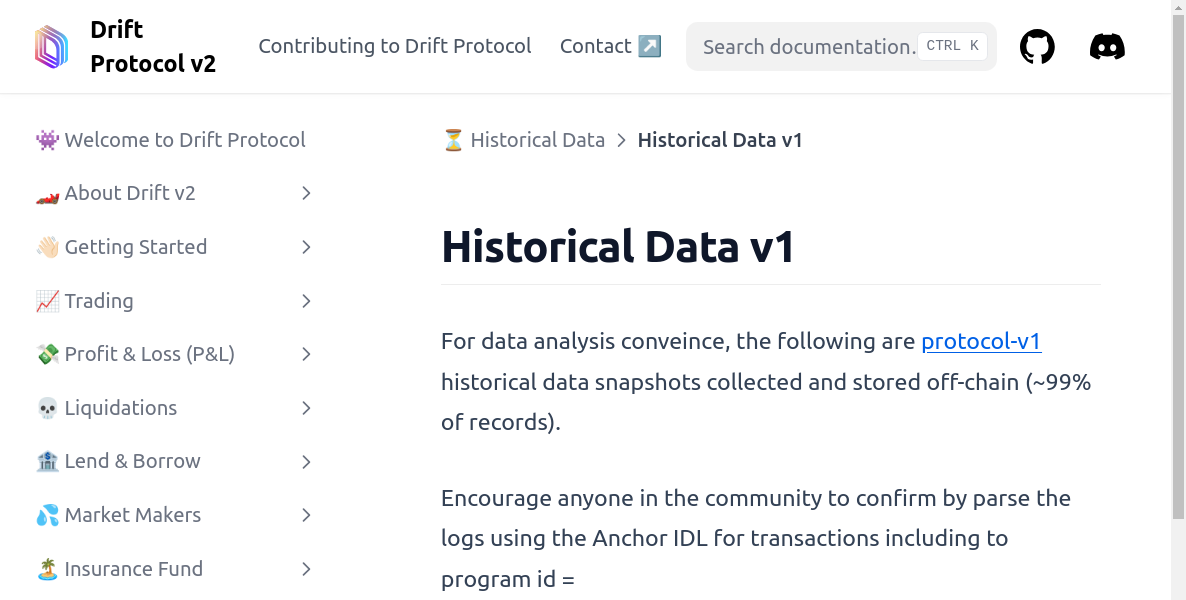 Drift
Protocol v2
Contributing to Drift Protocol
Contact ↗️
Search documentation.
CTRL K
👾 Welcome to Drift Protocol
🏎️ About Drift v2
👋🏻 Getting Started
📈 Trading
💸 Profit & Loss (P&L)
💀 Liquidations
🏦 Lend & Borrow
💦 Market Makers
🏝️ Insurance Fund
⏳ Historical Data > Historical Data v1
Historical Data v1
For data analysis conveince, the following are protocol-v1
historical data snapshots collected and stored off-chain (~99%
of records).
Encourage anyone in the community to confirm by parse the
logs using the Anchor IDL for transactions including to
program id =